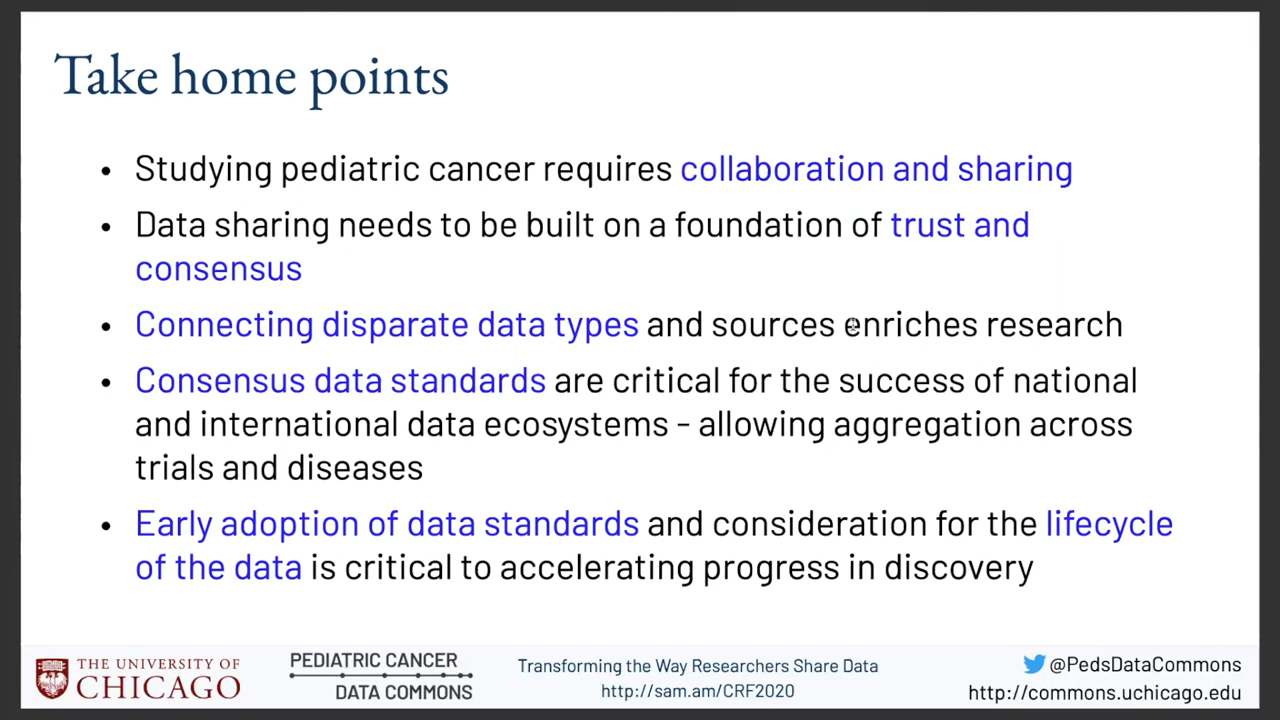 Take home points
• Studying pediatric cancer requires collaboration and sharing
• Data sharing needs to be built on a foundation of trust and
consensus
• Connecting disparate data types and sources enriches research
• Consensus data standards are critical for the success of national
and international data ecosystems - allowing aggregation across
trials and diseases
• Early adoption of data standards and consideration for the lifecycle
of the data is critical to accelerating progress in discovery
THE UNIVERSITY OF
CHICAGO
PEDIATRIC CANCER
DATA COMMONS
Transforming the Way Researchers Share Data
http://sam.am/CRF2020
@PedsDataCommons
http://commons.uchicago.edu